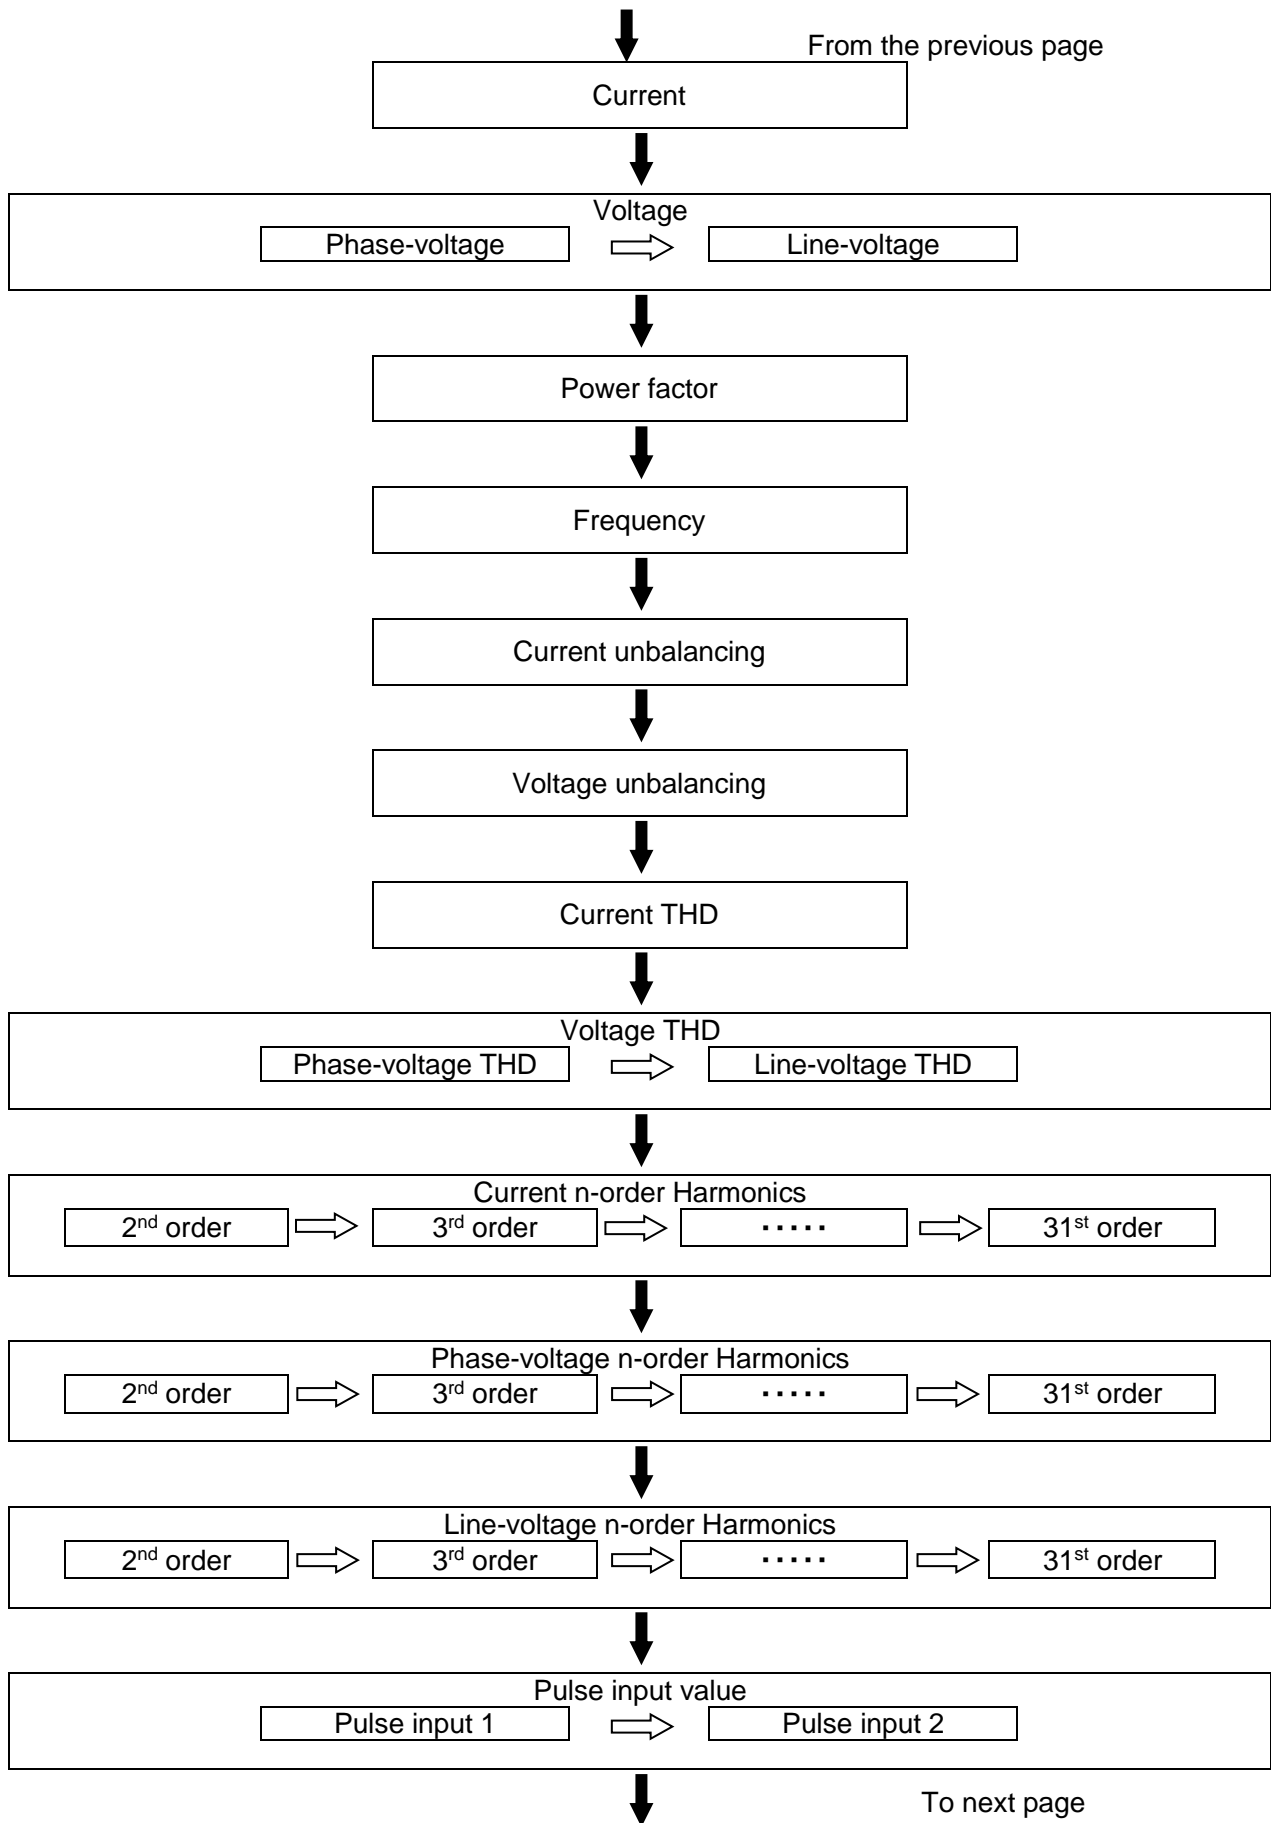 From the previous page
Current
Voltage
Phase-voltage
Line-voltage
Power factor
Frequency
Current unbalancing
Voltage unbalancing
Current THD
Voltage THD
Phase-voltage THD
Line-voltage THD
Current n-order Harmonics
2nd order
3rd order
·····
31st order
Phase-voltage n-order Harmonics
2nd order
3rd order
·····
31st order
Line-voltage n-order Harmonics
2nd order
3rd order
·····
31st order
Pulse input value
Pulse input 1
Pulse input 2
To next page